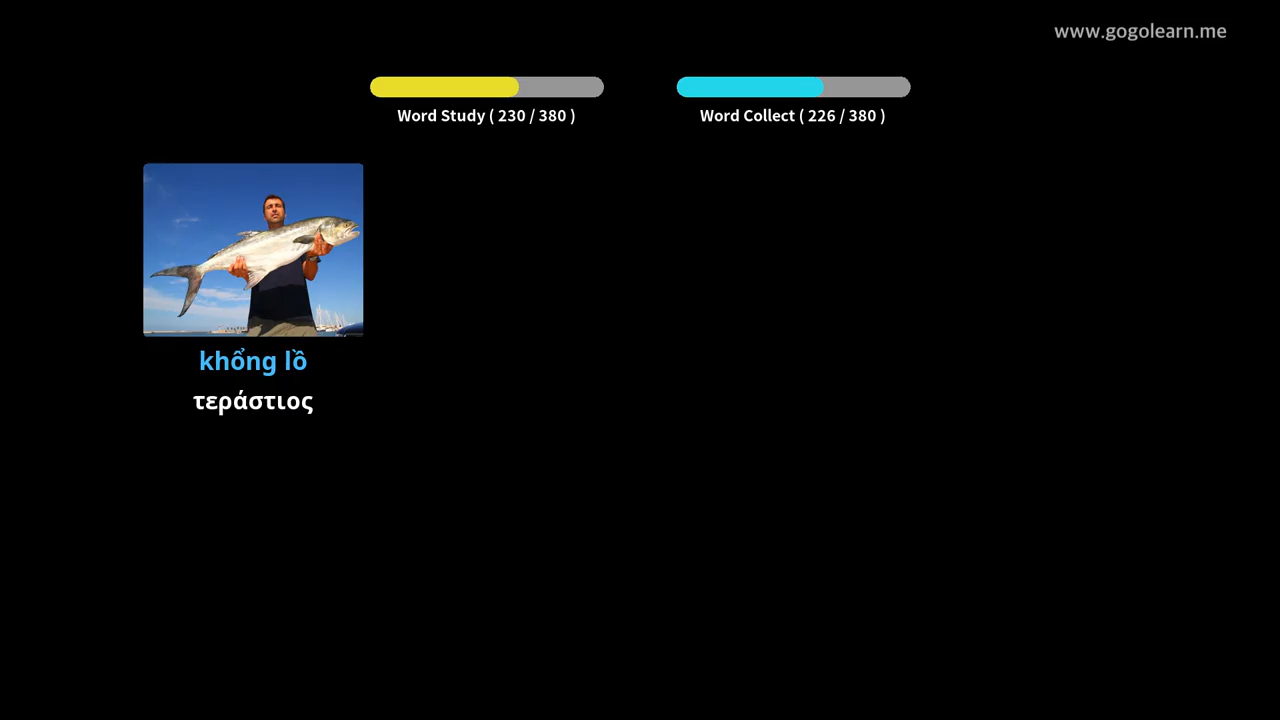 www.gogolearn.me
Word Study ( 230 / 380 )
Word Collect ( 226 / 380 )
khổng lồ
τεράστιος